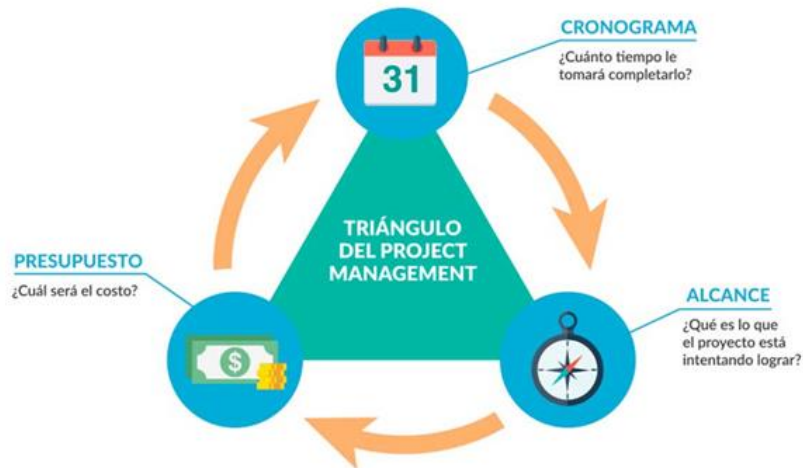 CRONOGRAMA
¿Cuánto tiempo le
tomará completarlo?
31
TRIÁNGULO
DEL PROJECT
MANAGEMENT
PRESUPUESTO
¿Cuál será el costo?
$
ALCANCE
¿Qué es lo que
el proyecto está
intentando lograr?